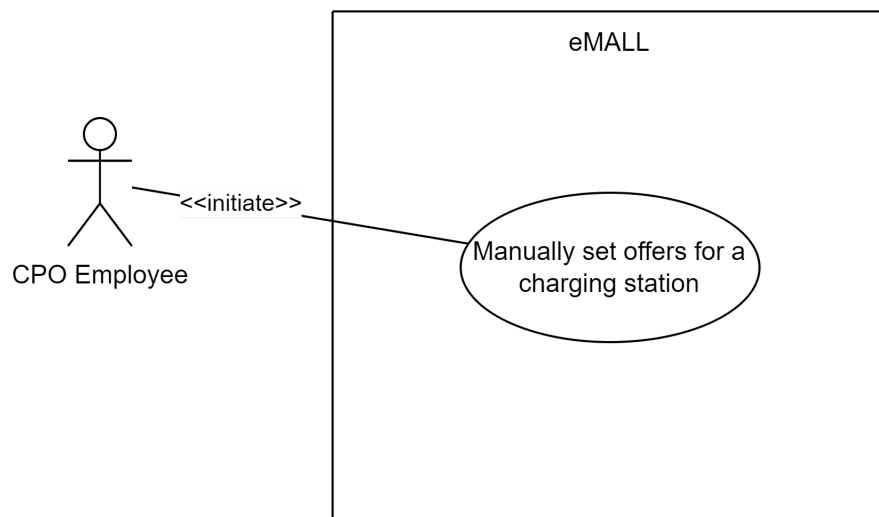 eMALL
<<initiate>>
Manually set offers for a
charging station
CPO Employee